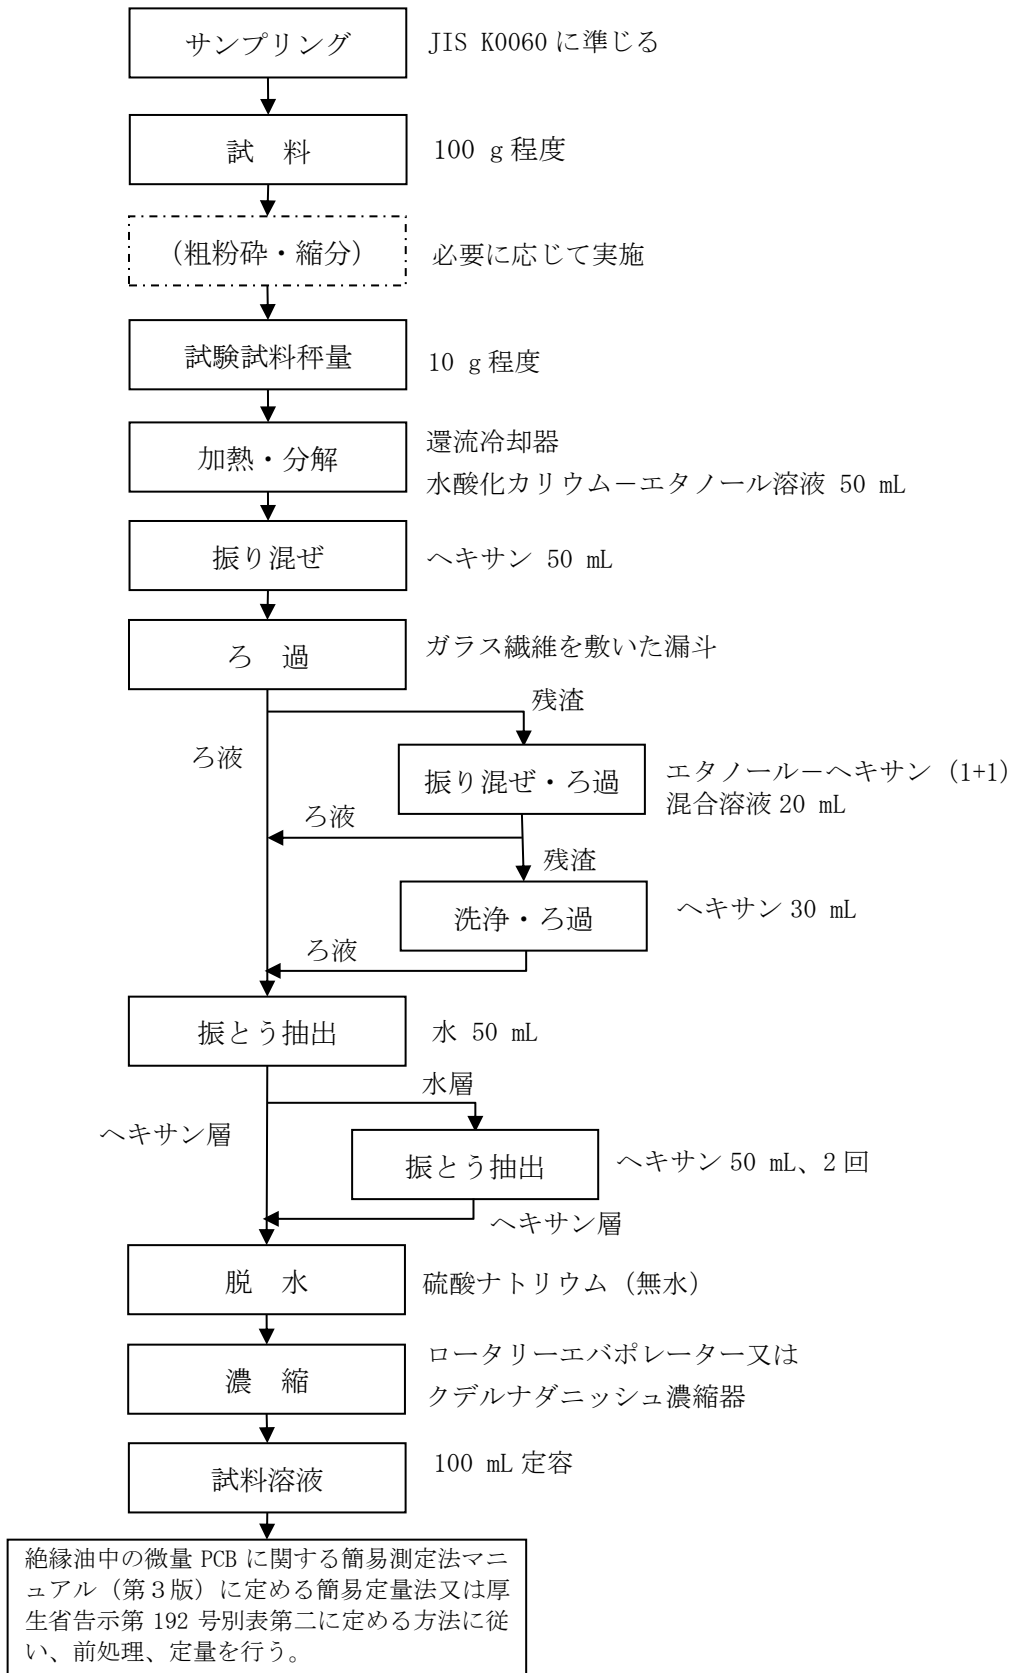 サンプリング
JIS K0060 に準じる
試　料
100 g 程度
（粗粉砕・縮分）
必要に応じて実施
試験試料秤量
10 g 程度
加熱・分解
還流冷却器
水酸化カリウム－エタノール溶液 50 mL
振り混ぜ
ヘキサン 50 mL
ろ　過
ガラス繊維を敷いた漏斗
残渣
ろ液
振り混ぜ・ろ過
エタノール－ヘキサン（1+1）
混合溶液 20 mL
ろ液
残渣
洗浄・ろ過
ヘキサン 30 mL
ろ液
振とう抽出
水 50 mL
水層
ヘキサン層
振とう抽出
ヘキサン 50 mL、2 回
ヘキサン層
脱　水
硫酸ナトリウム（無水）
濃　縮
ロータリーエバポレーター又は
クデルナダニッシュ濃縮器
試料溶液
100 mL 定容
絶縁油中の微量 PCB に関する簡易測定法マニ
ュアル（第３版）に定める簡易定量法又は厚
生省告示第 192 号別表第二に定める方法に従
い、前処理、定量を行う。